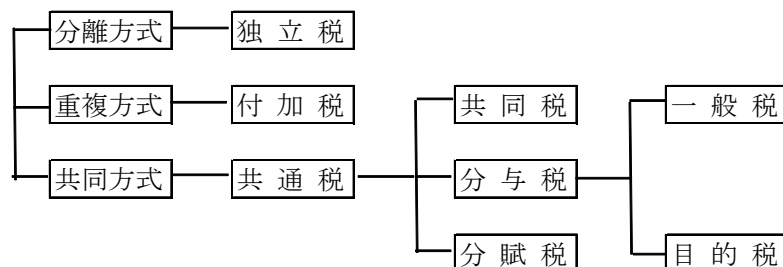 分離方式 独立税
重複方式 付加税 共同税 一般税
共同方式 共通税 分与税
分賦税 目的税